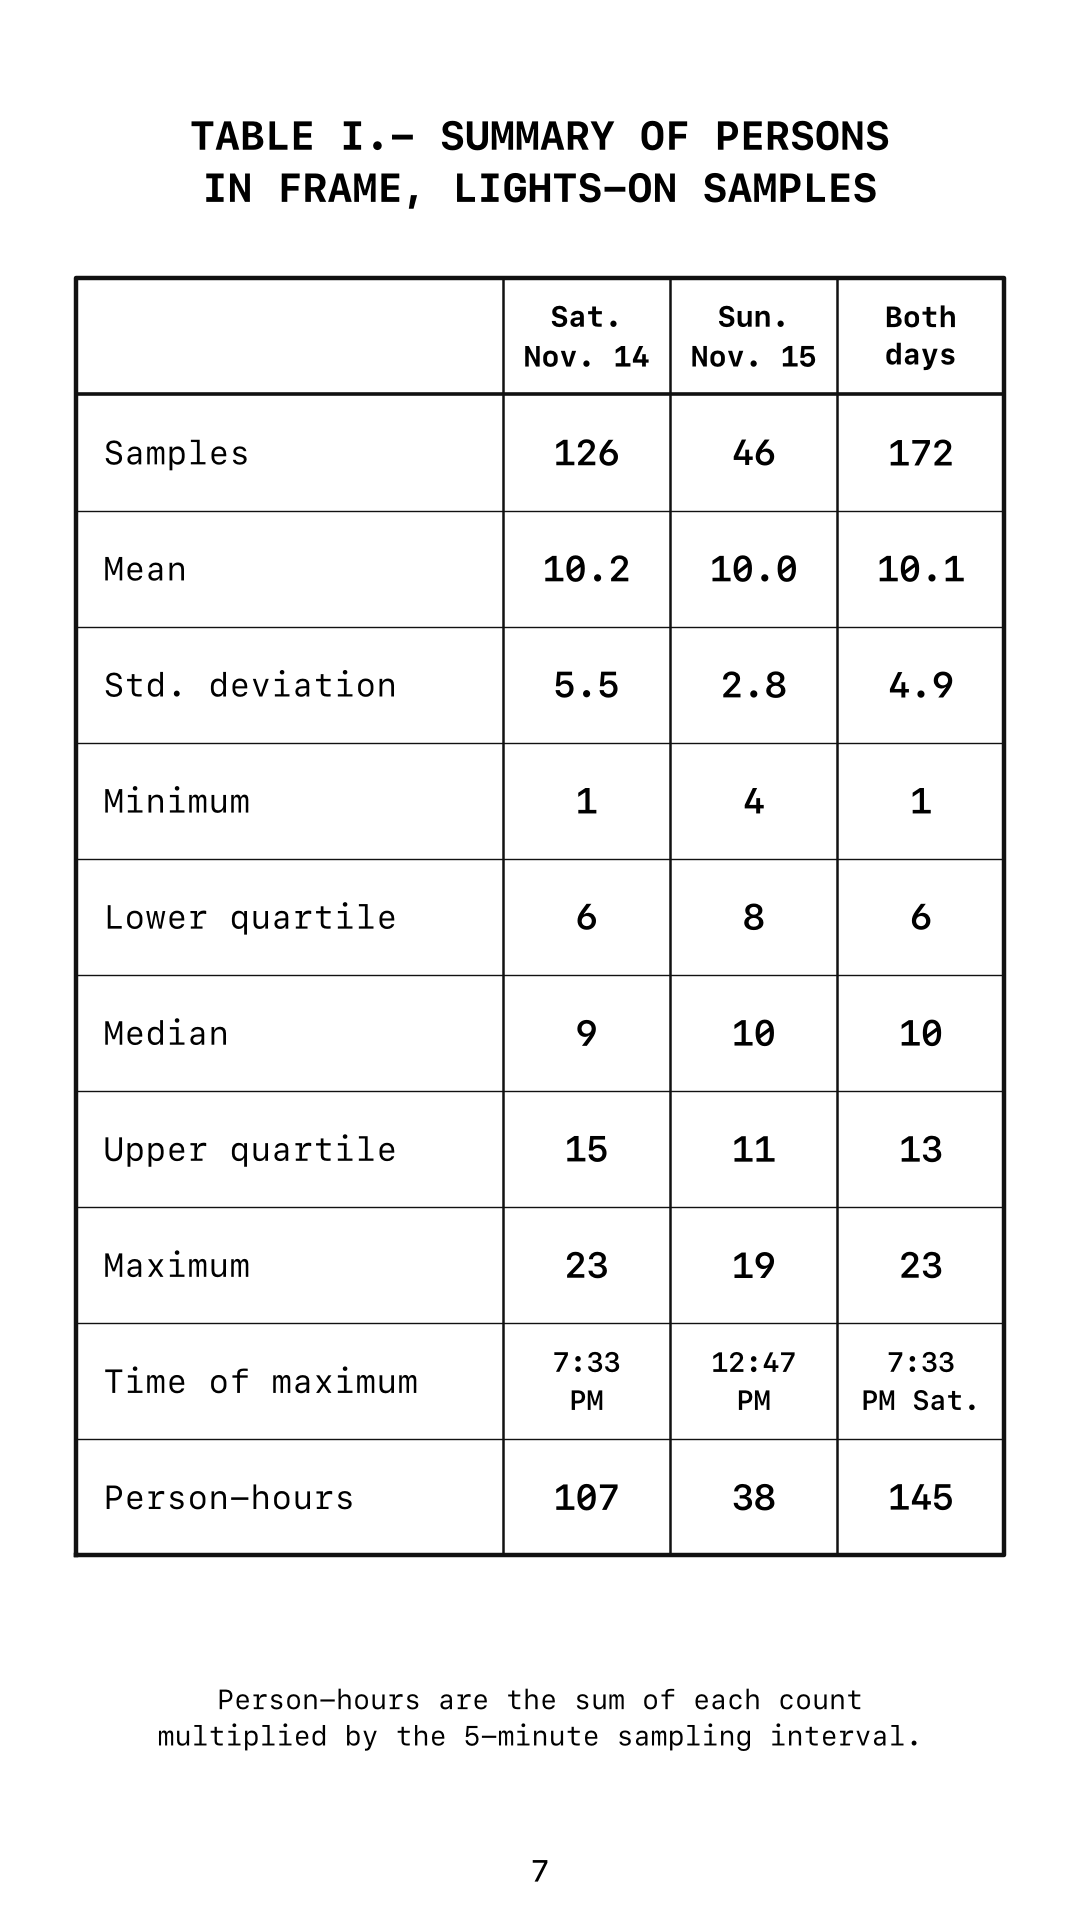 TABLE I.— SUMMARY OF PERSONS
IN FRAME, LIGHTS–ON SAMPLES
Sat. Nov. 14 Sun. Nov. 15 Both days
Samples 126 46 172
Mean 10.2 10.0 10.1
Std. deviation 5.5 2.8 4.9
Minimum 1 4 1
Lower quartile 6 8 6
Median 9 10 10
Upper quartile 15 11 13
Maximum 23 19 23
Time of maximum 7:33 PM 12:47 PM 7:33 PM Sat.
Person–hours 107 38 145
Person–hours are the sum of each count
multiplied by the 5–minute sampling interval.
7